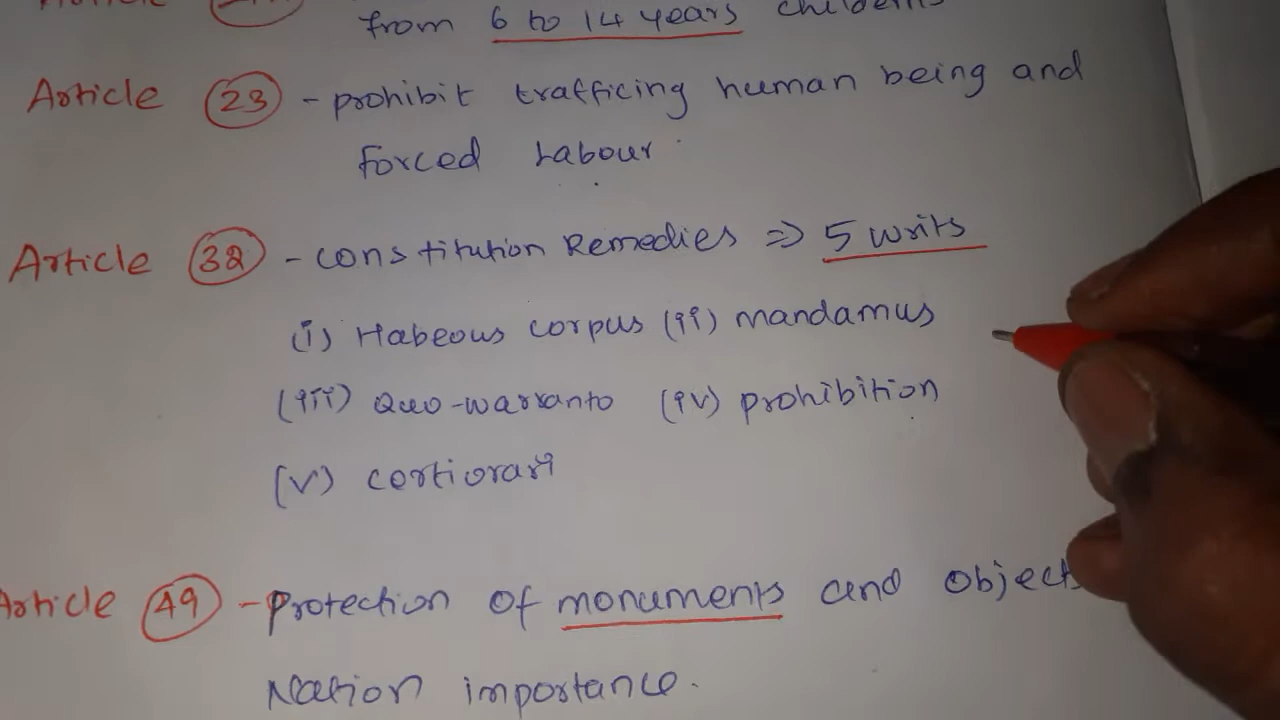 from 6 to 14 years
Article 23 - prohibit trafficing human being and
forced Labour
Article 32 - constitution Remedies ⇒ 5 writs
(i) Habeous corpus (ii) mandamus
(iii) Quo-warranto (iv) prohibition
(v) certiorari
Article 49 - Protection of monuments and objects
Nation importance.